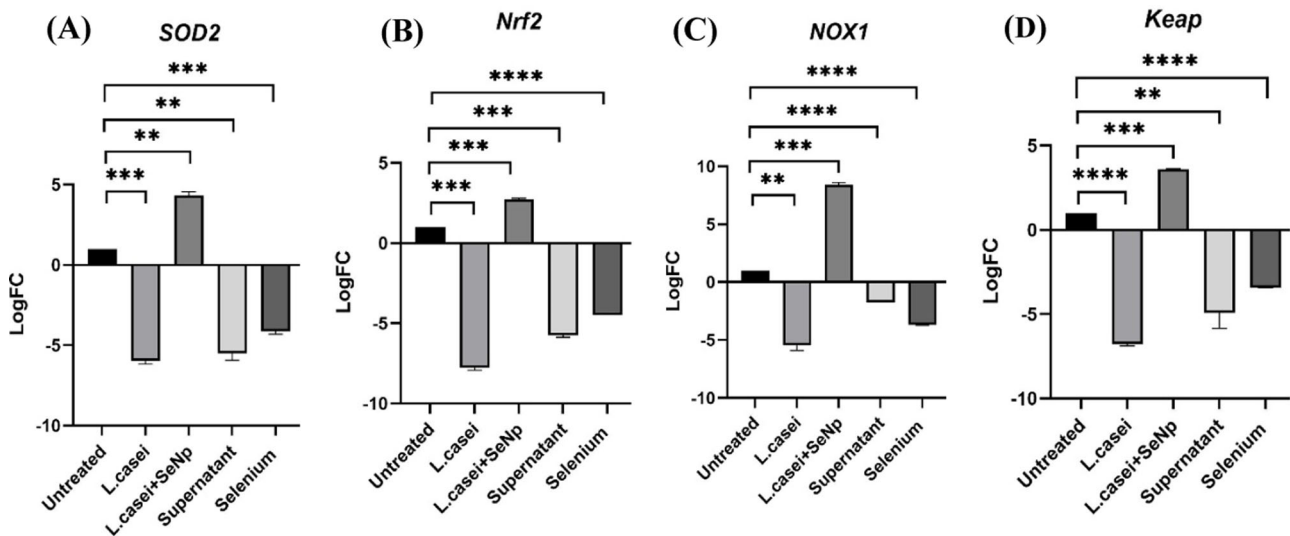 (A)
SOD2
***
**
**
***
LogFC
5
0
-5
-10
Untreated
L.casei
L.casei+SeNp
Supernatant
Selenium
(B)
Nrf2
****
***
***
***
LogFC
5
0
-5
-10
Untreated
L.casei
L.casei+SeNp
Supernatant
Selenium
(C)
NOX1
****
****
***
**
LogFC
10
5
0
-5
-10
Untreated
L.casei
L.casei+SeNp
Supernatant
Selenium
(D)
Keap
****
**
***
****
LogFC
5
0
-5
-10
Untreated
L.casei
L.casei+SeNp
Supernatant
Selenium